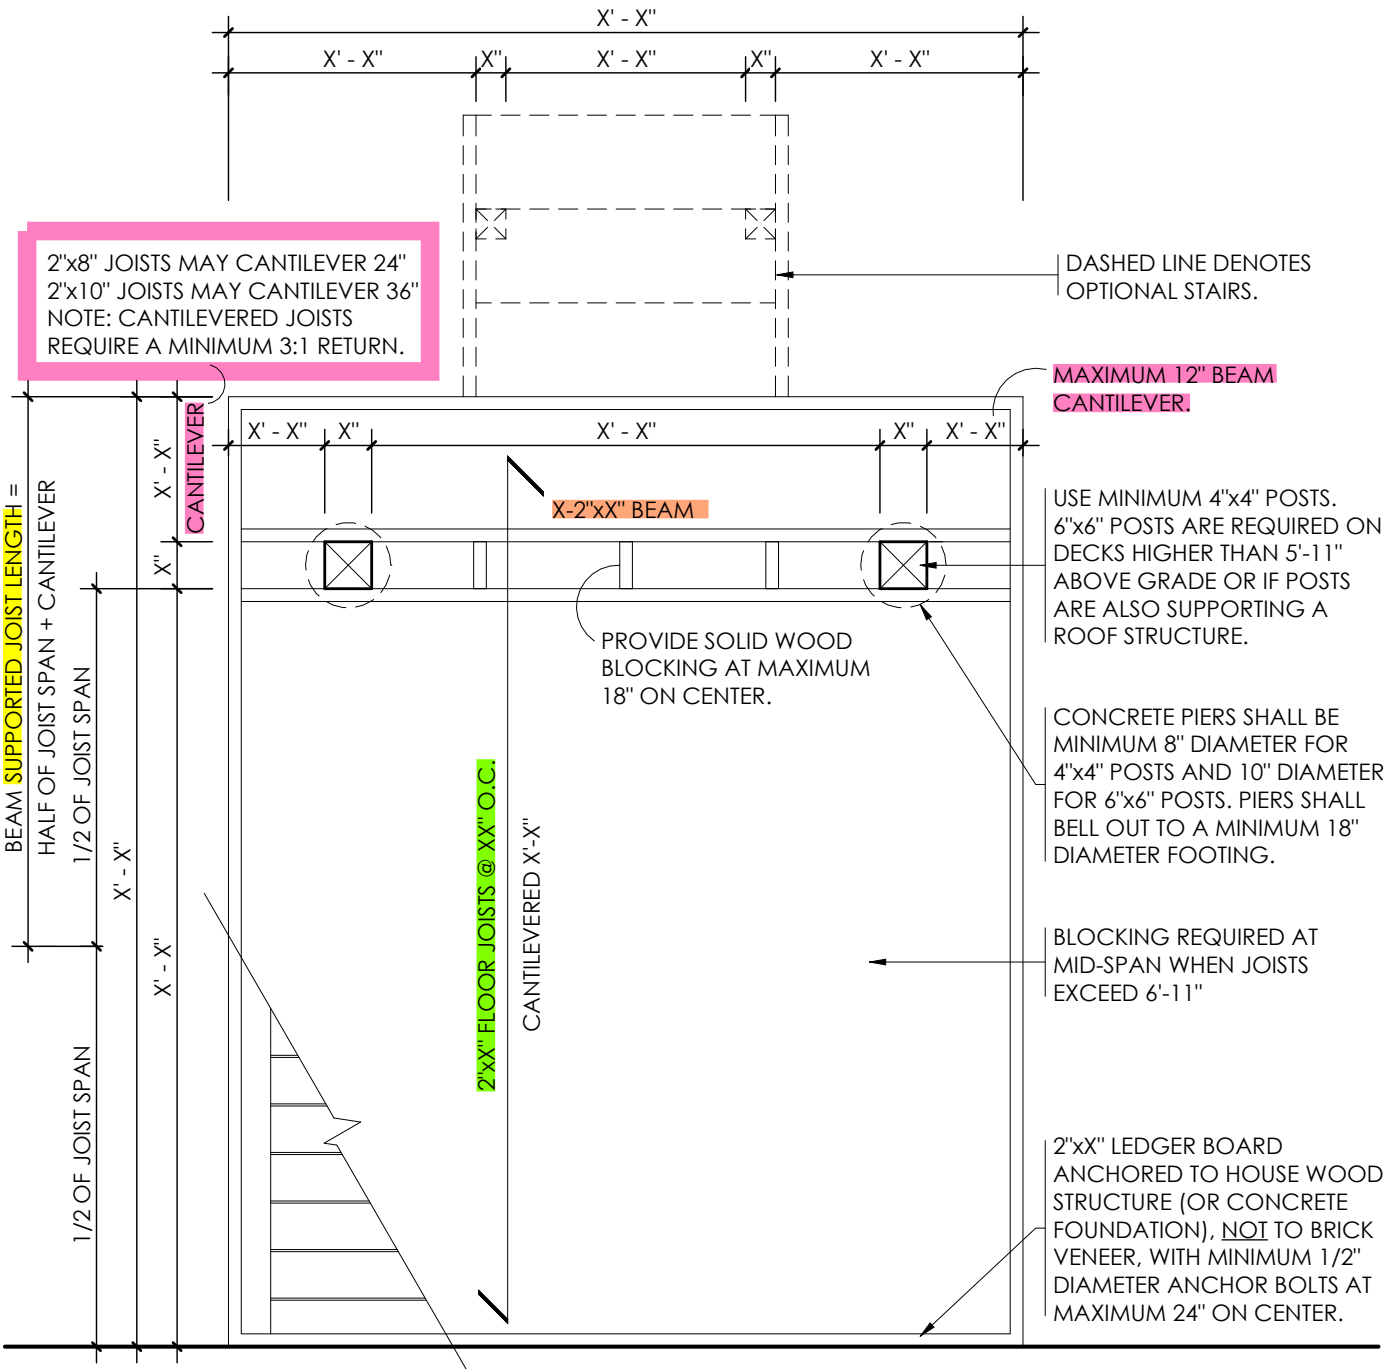 X' - X"
X' - X"
X"
X' - X"
X"
X' - X"
2"x8" JOISTS MAY CANTILEVER 24"
2"x10" JOISTS MAY CANTILEVER 36"
NOTE: CANTILEVERED JOISTS
REQUIRE A MINIMUM 3:1 RETURN.
DASHED LINE DENOTES
OPTIONAL STAIRS.
MAXIMUM 12" BEAM
CANTILEVER.
X' - X"
X"
X' - X"
X"
X' - X"
CANTILEVER
X' - X"
X"
X-2"xX" BEAM
USE MINIMUM 4"x4" POSTS.
6"x6" POSTS ARE REQUIRED ON
DECKS HIGHER THAN 5'-11"
ABOVE GRADE OR IF POSTS
ARE ALSO SUPPORTING A
ROOF STRUCTURE.
BEAM SUPPORTED JOIST LENGTH =
HALF OF JOIST SPAN + CANTILEVER
1/2 OF JOIST SPAN
X' - X"
X' - X"
1/2 OF JOIST SPAN
PROVIDE SOLID WOOD
BLOCKING AT MAXIMUM
18" ON CENTER.
CONCRETE PIERS SHALL BE
MINIMUM 8" DIAMETER FOR
4"x4" POSTS AND 10" DIAMETER
FOR 6"x6" POSTS. PIERS SHALL
BELL OUT TO A MINIMUM 18"
DIAMETER FOOTING.
2"xX" FLOOR JOISTS @ XX" O.C.
CANTILEVERED X'-X"
BLOCKING REQUIRED AT
MID-SPAN WHEN JOISTS
EXCEED 6'-11"
2"xX" LEDGER BOARD
ANCHORED TO HOUSE WOOD
STRUCTURE (OR CONCRETE
FOUNDATION), NOT TO BRICK
VENEER, WITH MINIMUM 1/2"
DIAMETER ANCHOR BOLTS AT
MAXIMUM 24" ON CENTER.